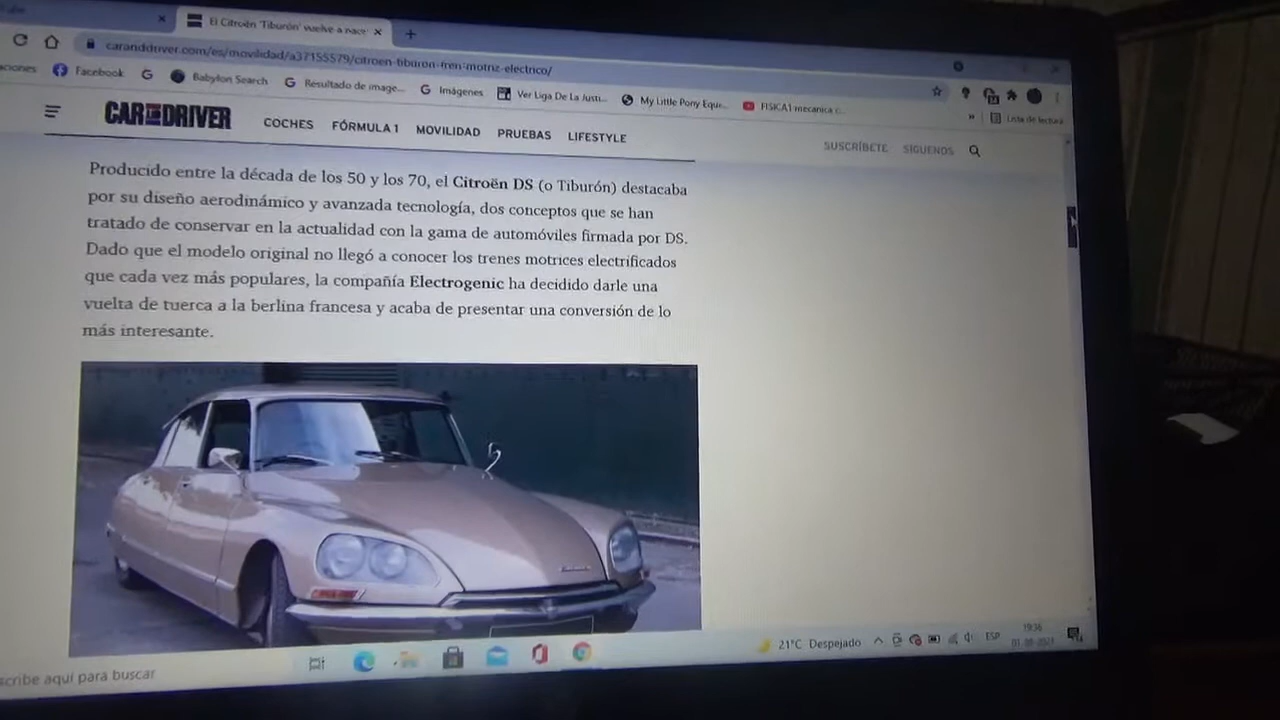 El Citroën 'Tiburón' vuelve a nacer
caranddriver.com/es/movilidad/a37155579/citroen-tiburon-tren-motriz-electrico/
aciones Facebook Babylon Search Resultado de image... Imágenes Ver Liga De La Justi... My Little Pony Eque... FISICA1 mecanica c...
» Lista de lectura
CAR AND DRIVER COCHES FÓRMULA 1 MOVILIDAD PRUEBAS LIFESTYLE SUSCRÍBETE SÍGUENOS
Producido entre la década de los 50 y los 70, el Citroën DS (o Tiburón) destacaba
por su diseño aerodinámico y avanzada tecnología, dos conceptos que se han
tratado de conservar en la actualidad con la gama de automóviles firmada por DS.
Dado que el modelo original no llegó a conocer los trenes motrices electrificados
que cada vez más populares, la compañía Electrogenic ha decidido darle una
vuelta de tuerca a la berlina francesa y acaba de presentar una conversión de lo
más interesante.
21°C Despejado ESP 19:36
scribe aquí para buscar